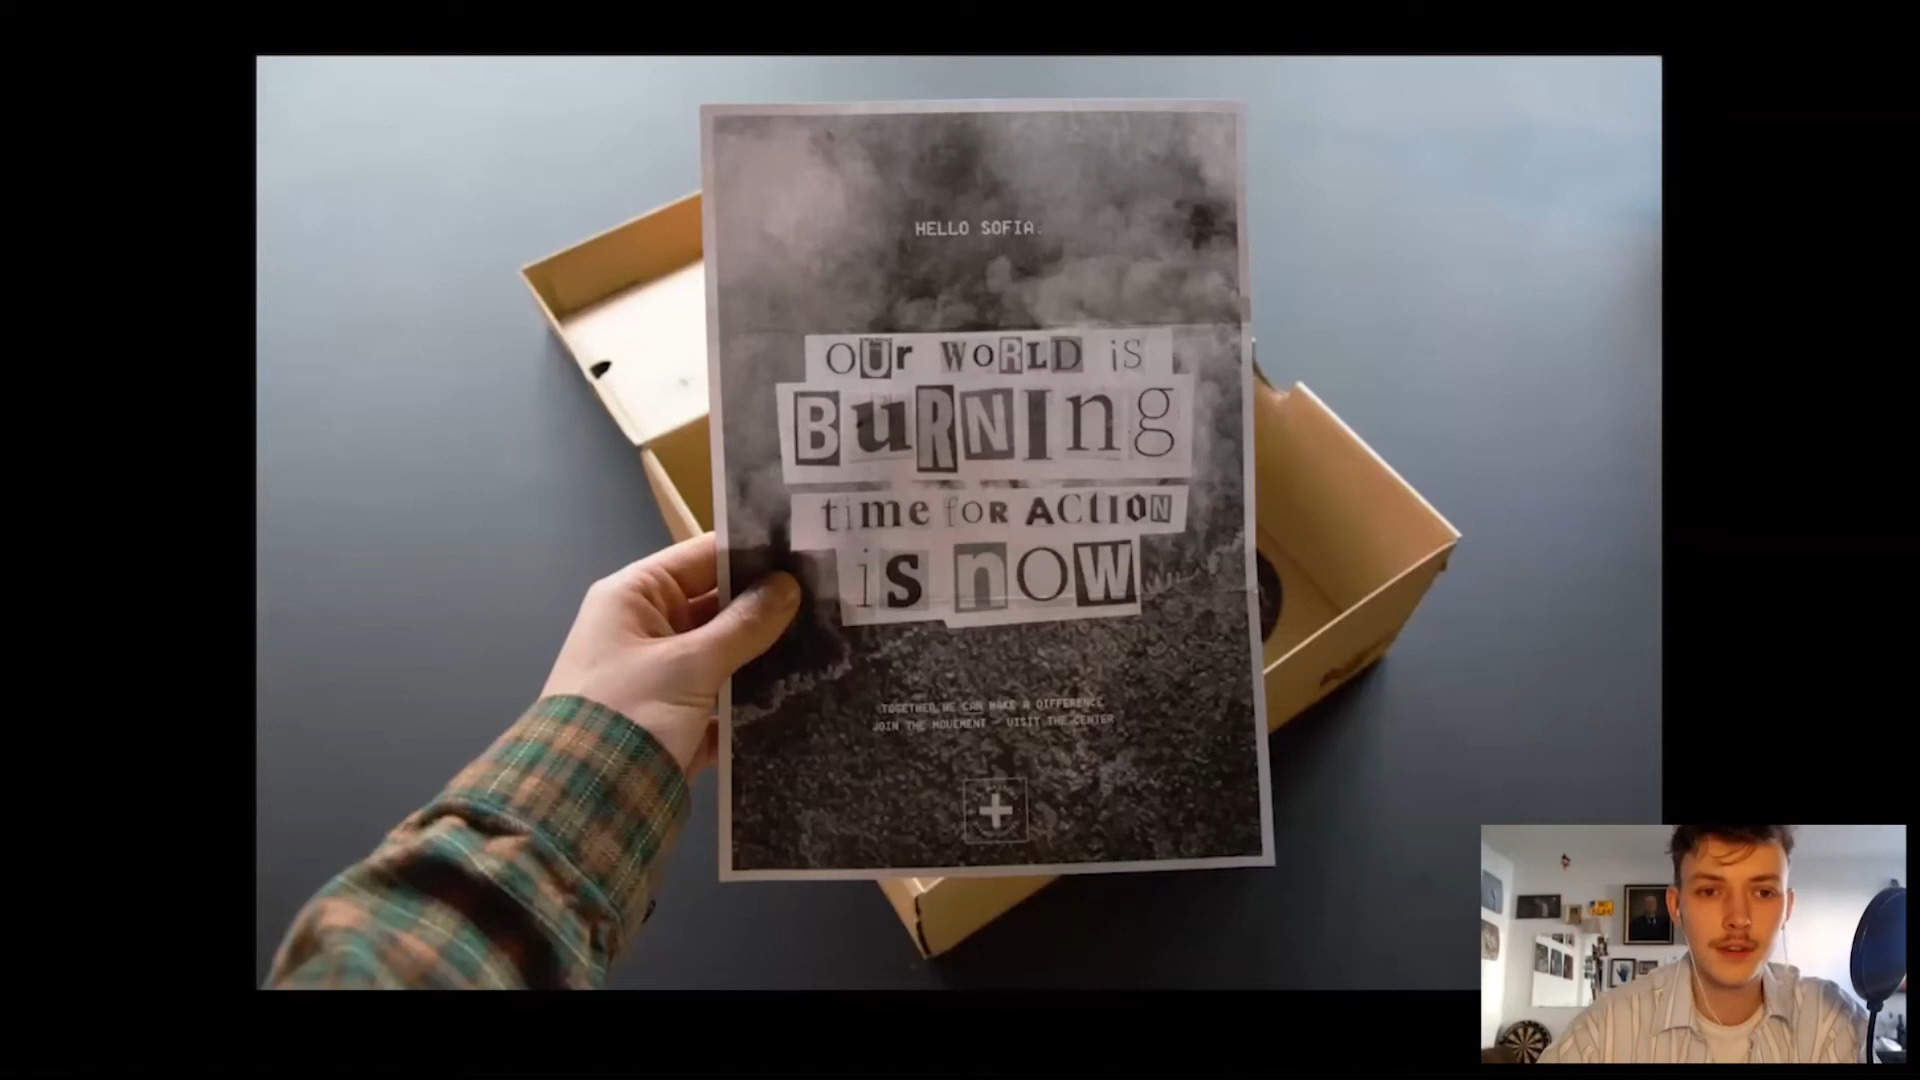 HELLO SOFIA.
OUr WoRLD iS
BuRNIng
time foR ACtION
is nOW
TOGETHER WE CAN MAKE A DIFFERENCE
JOIN THE MOVEMENT - VISIT THE CENTER